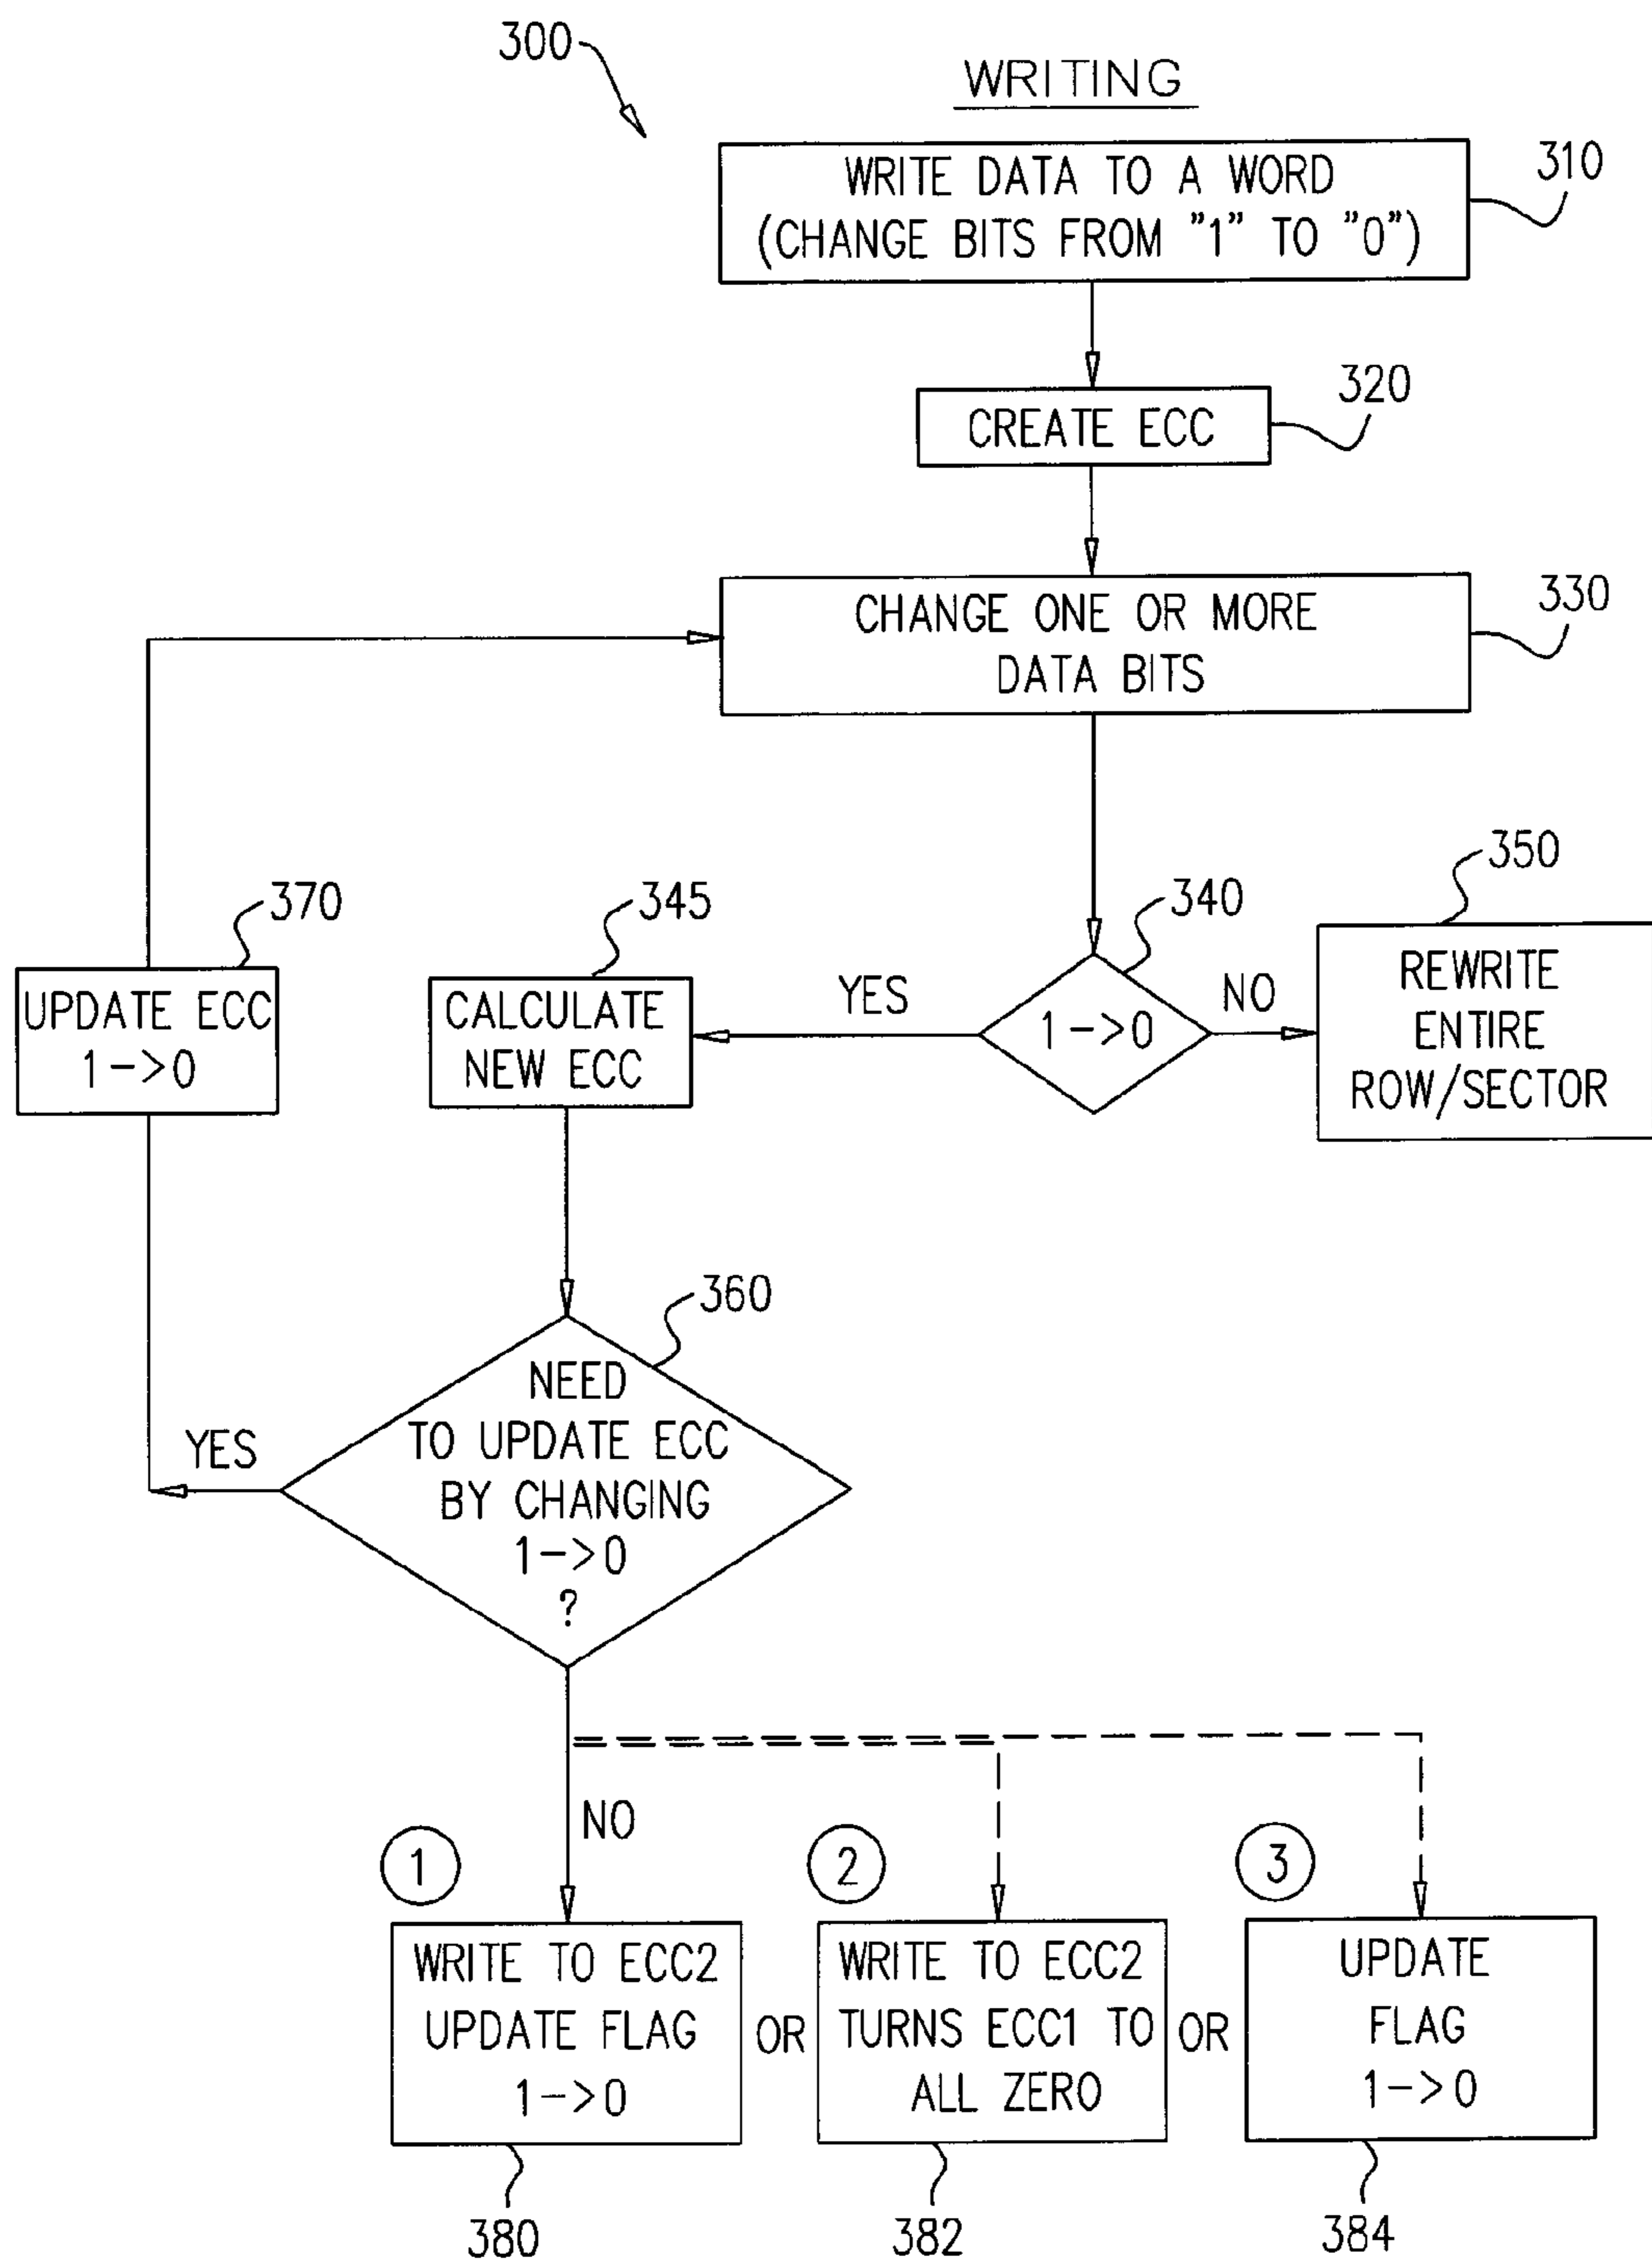 300
WRITING
WRITE DATA TO A WORD
(CHANGE BITS FROM "1" TO "0")
310
CREATE ECC
320
CHANGE ONE OR MORE
DATA BITS
330
340
1->0
YES
NO
350
REWRITE
ENTIRE
ROW/SECTOR
345
CALCULATE
NEW ECC
370
UPDATE ECC
1->0
360
NEED
TO UPDATE ECC
BY CHANGING
1->0
?
YES
NO
1
WRITE TO ECC2
UPDATE FLAG
1->0
380
OR
2
WRITE TO ECC2
TURNS ECC1 TO
ALL ZERO
382
OR
3
UPDATE
FLAG
1->0
384